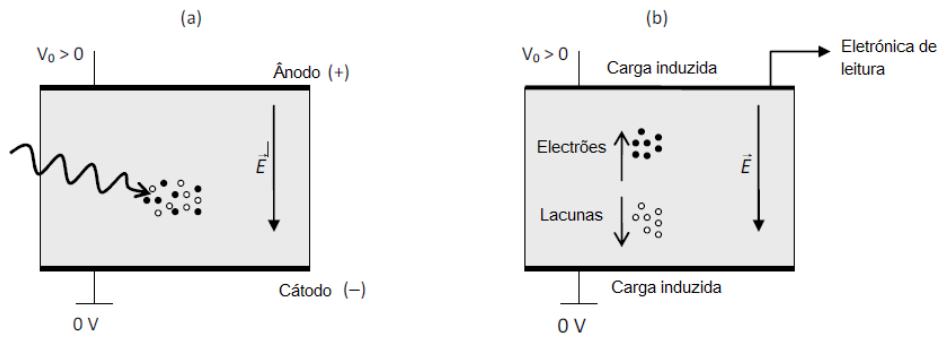 (a)
V₀ > 0
Ânodo (+)
E
Cátodo (–)
0 V
(b)
V₀ > 0
Carga induzida
Eletrónica de
leitura
Electrões
E
Lacunas
Carga induzida
0 V